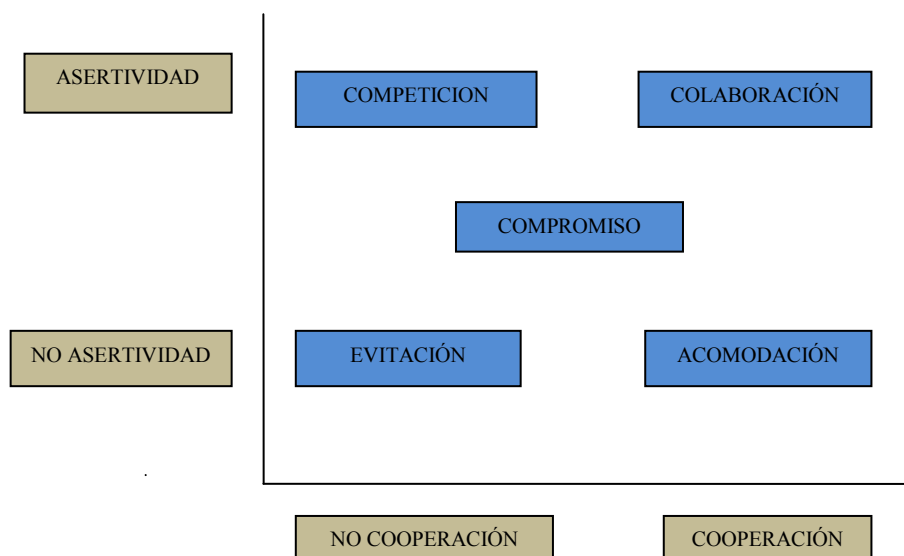 ASERTIVIDAD
COMPETICION
COLABORACIÓN
COMPROMISO
NO ASERTIVIDAD
EVITACIÓN
ACOMODACIÓN
.
NO COOPERACIÓN
COOPERACIÓN